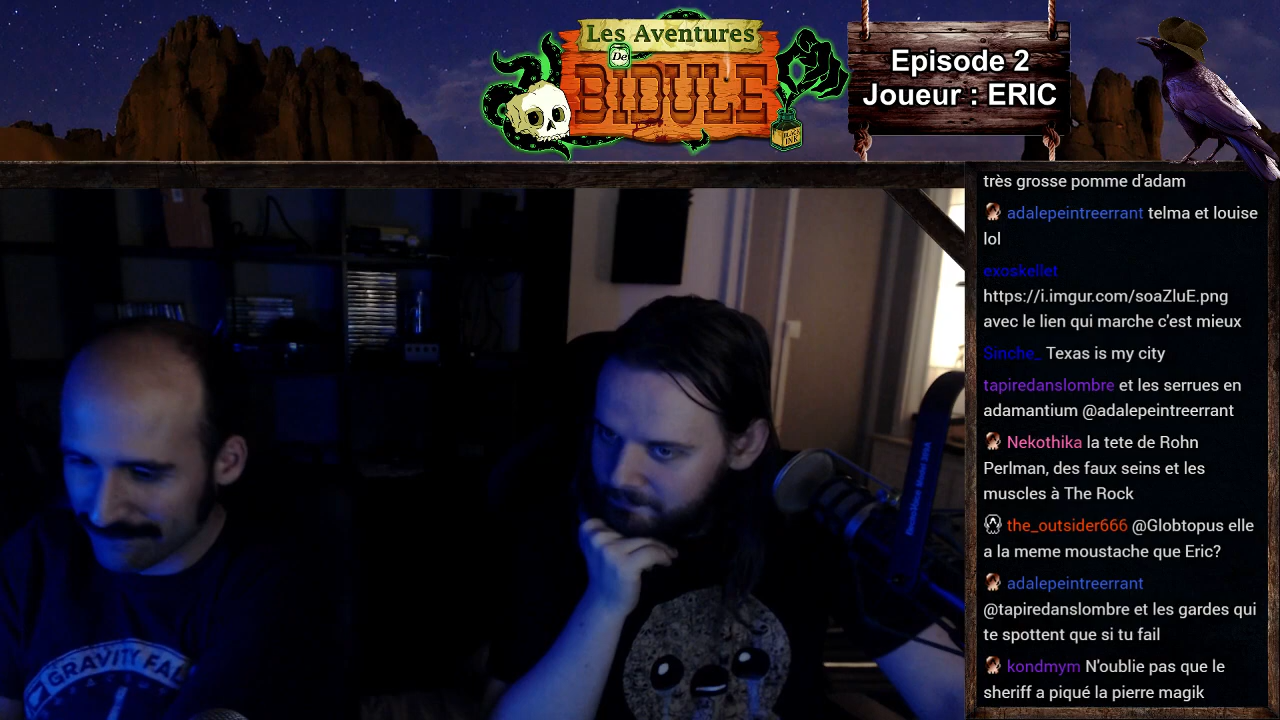 Les Aventures
De
BIDULE
BLACK
INK
Episode 2
Joueur : ERIC
très grosse pomme d'adam
adalepeintreerrant telma et louise
lol
exoskellet
https://i.imgur.com/soaZluE.png
avec le lien qui marche c'est mieux
Sinche_ Texas is my city
tapiredanslombre et les serrues en
adamantium @adalepeintreerrant
Nekothika la tete de Rohn
Perlman, des faux seins et les
muscles à The Rock
the_outsider666 @Globtopus elle
a la meme moustache que Eric?
adalepeintreerrant
@tapiredanslombre et les gardes qui
te spottent que si tu fail
kondmym N'oublie pas que le
sheriff a piqué la pierre magik
GRAVITY FAL